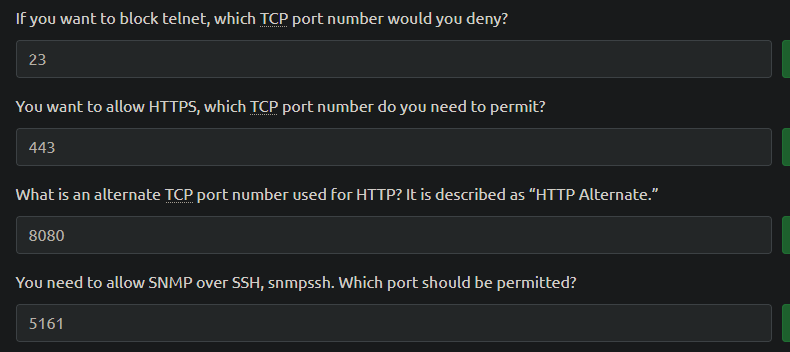 If you want to block telnet, which TCP port number would you deny?
23
You want to allow HTTPS, which TCP port number do you need to permit?
443
What is an alternate TCP port number used for HTTP? It is described as “HTTP Alternate.”
8080
You need to allow SNMP over SSH, snmpssh. Which port should be permitted?
5161